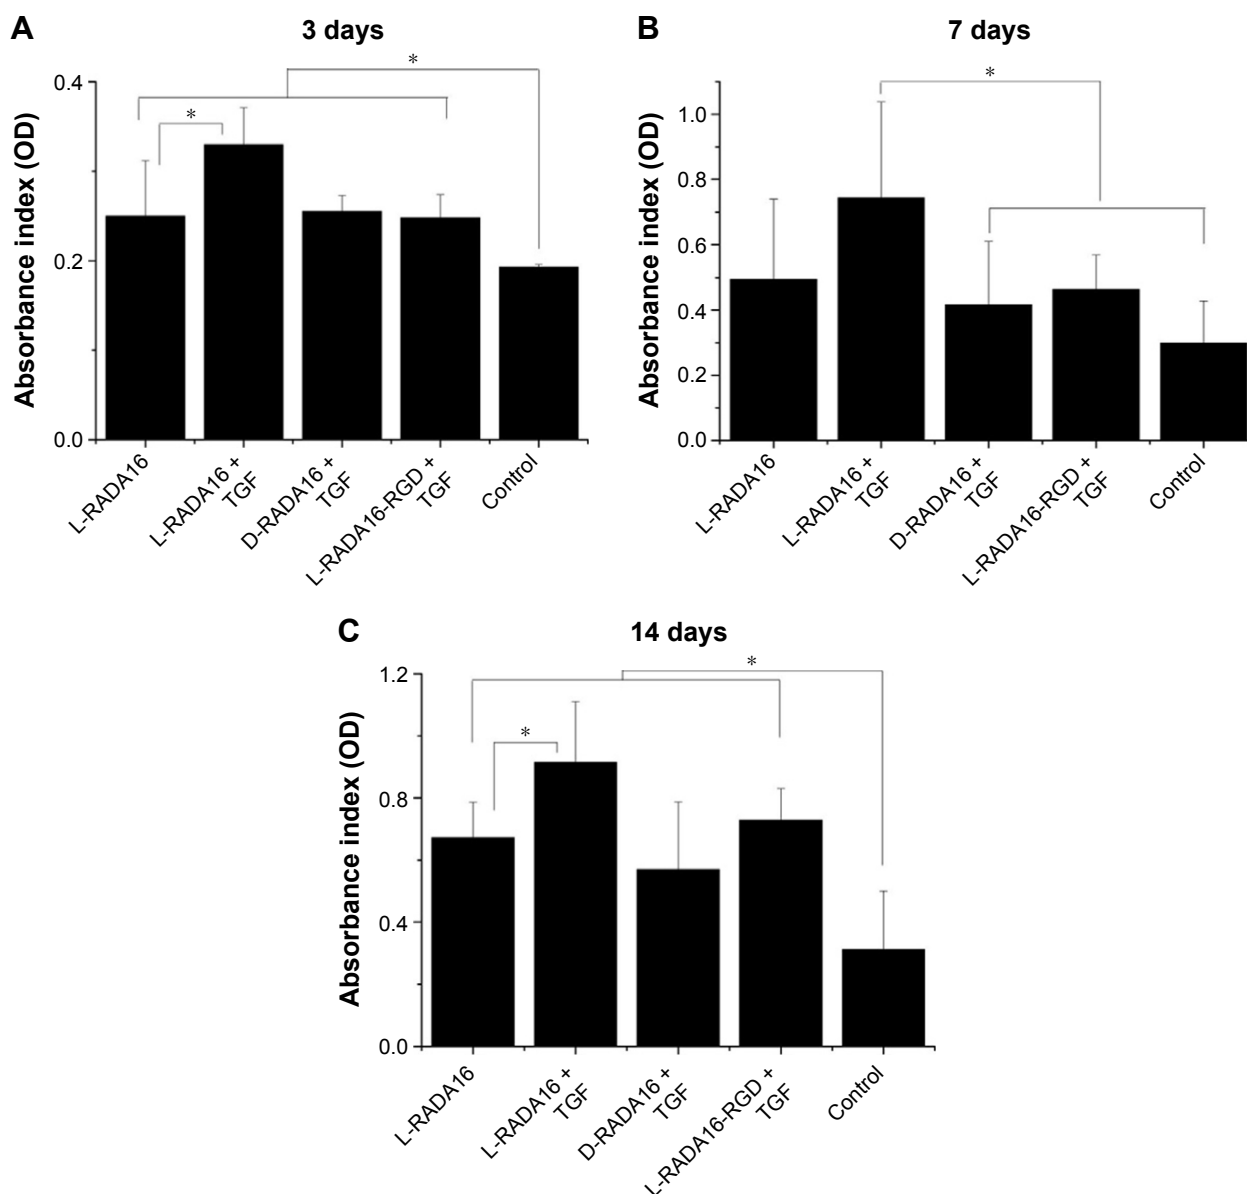 A
3 days
*
*
Absorbance index (OD)
0.4
0.2
0.0
L-RADA16
L-RADA16 +
TGF
D-RADA16 +
TGF
L-RADA16-RGD +
TGF
Control
B
7 days
*
Absorbance index (OD)
1.0
0.8
0.6
0.4
0.2
0.0
L-RADA16
L-RADA16 +
TGF
D-RADA16 +
TGF
L-RADA16-RGD +
TGF
Control
C
14 days
*
*
Absorbance index (OD)
1.2
0.8
0.4
0.0
L-RADA16
L-RADA16 +
TGF
D-RADA16 +
TGF
L-RADA16-RGD +
TGF
Control